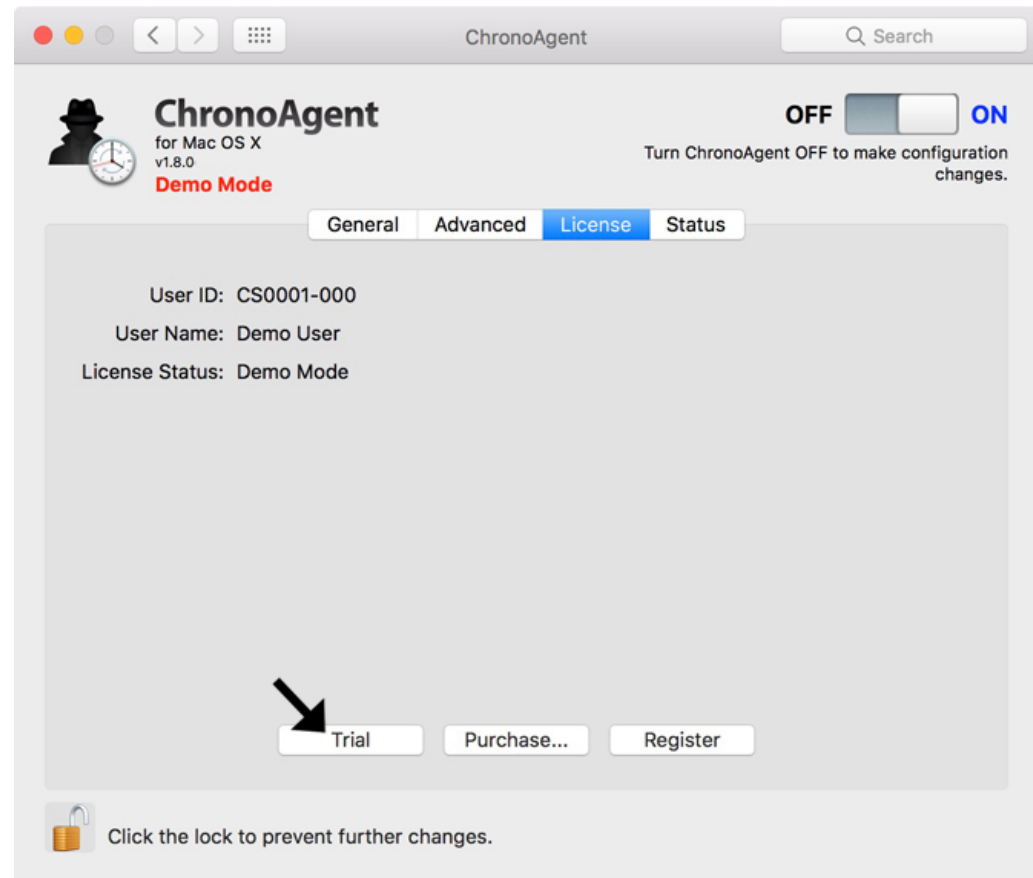 ChronoAgent
Search
ChronoAgent
for Mac OS X
v1.8.0
Demo Mode
OFF ON
Turn ChronoAgent OFF to make configuration
changes.
General Advanced License Status
User ID: CS0001-000
User Name: Demo User
License Status: Demo Mode
Trial Purchase... Register
Click the lock to prevent further changes.